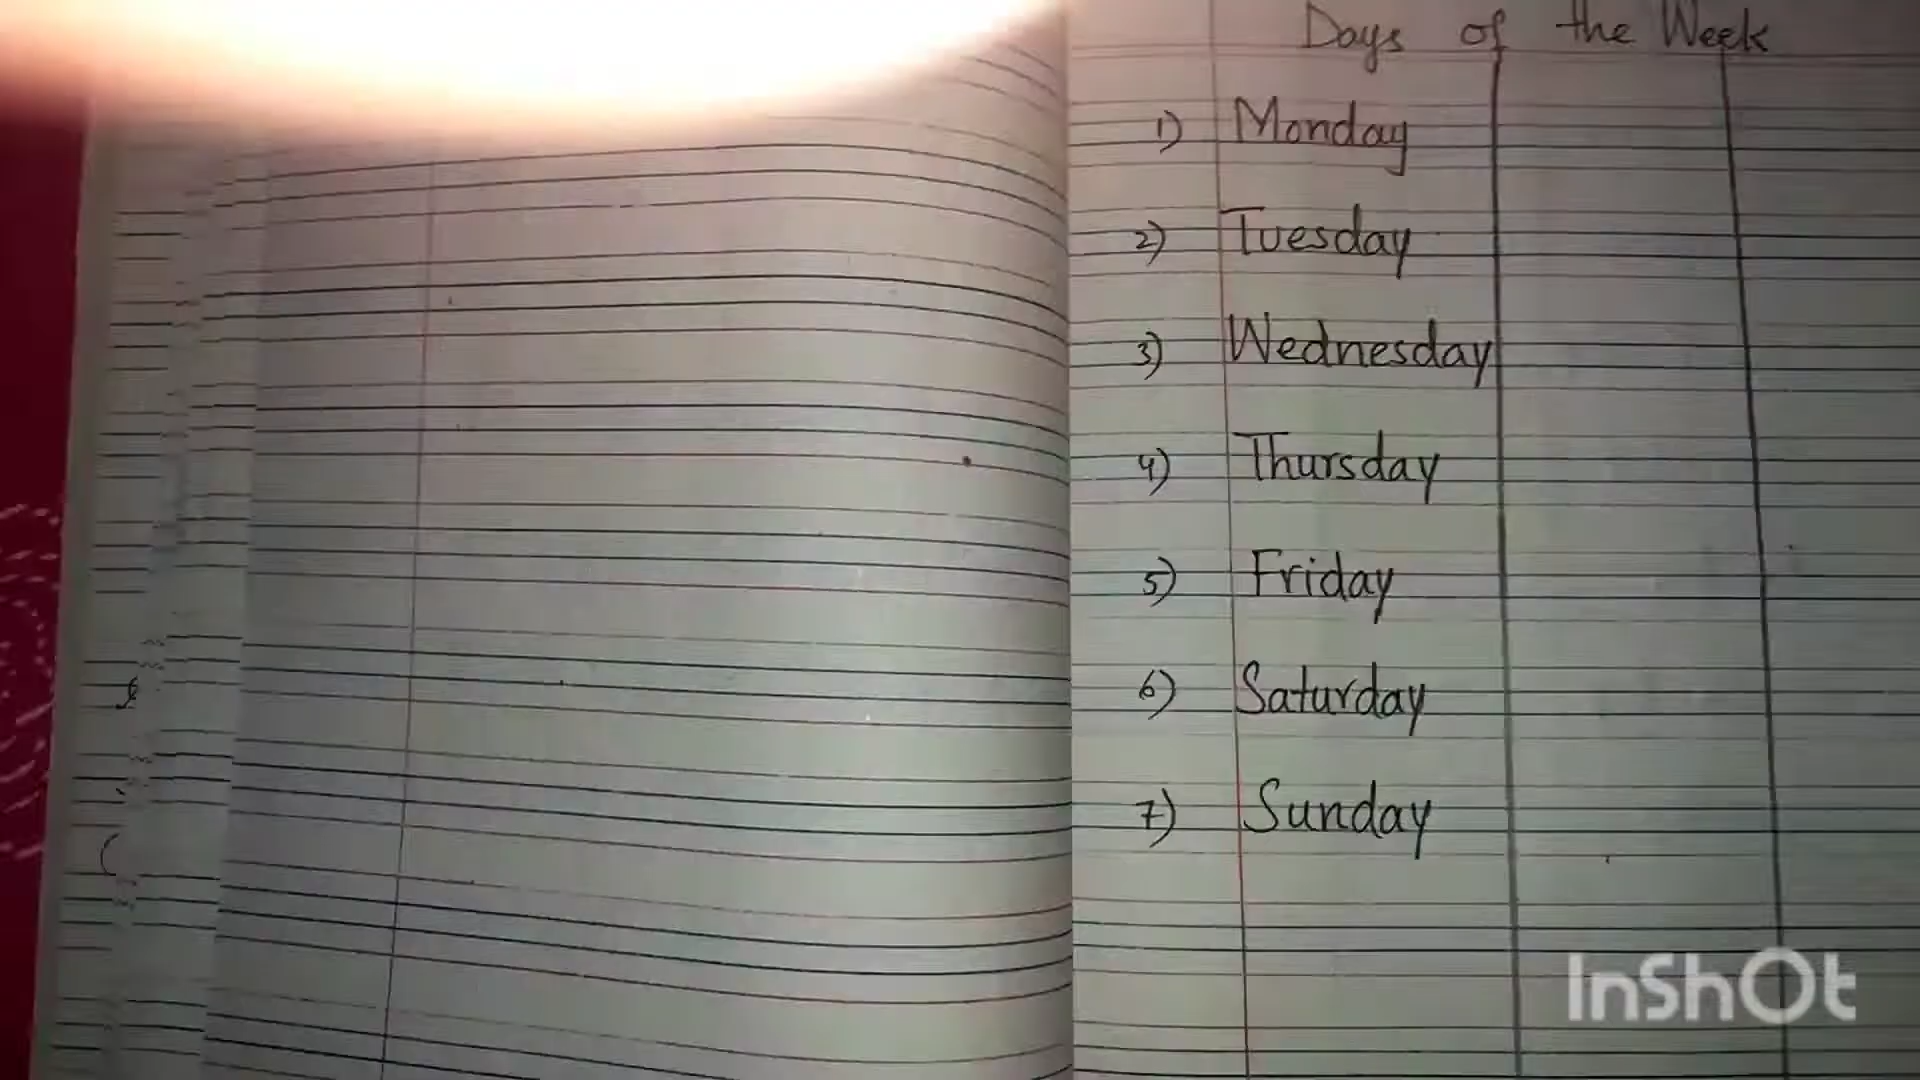 Days of the Week
1) Monday
2) Tuesday
3) Wednesday
4) Thursday
5) Friday
6) Saturday
7) Sunday
InShOt